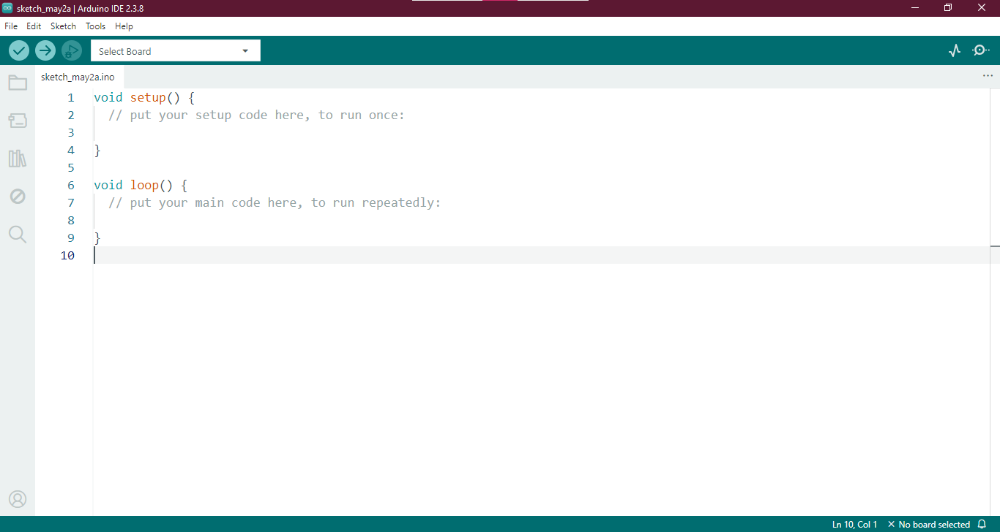 sketch_may2a | Arduino IDE 2.3.8
File Edit Sketch Tools Help
Select Board
sketch_may2a.ino
1 void setup() {
2   // put your setup code here, to run once:
3
4 }
5
6 void loop() {
7   // put your main code here, to run repeatedly:
8
9 }
10
Ln 10, Col 1 × No board selected